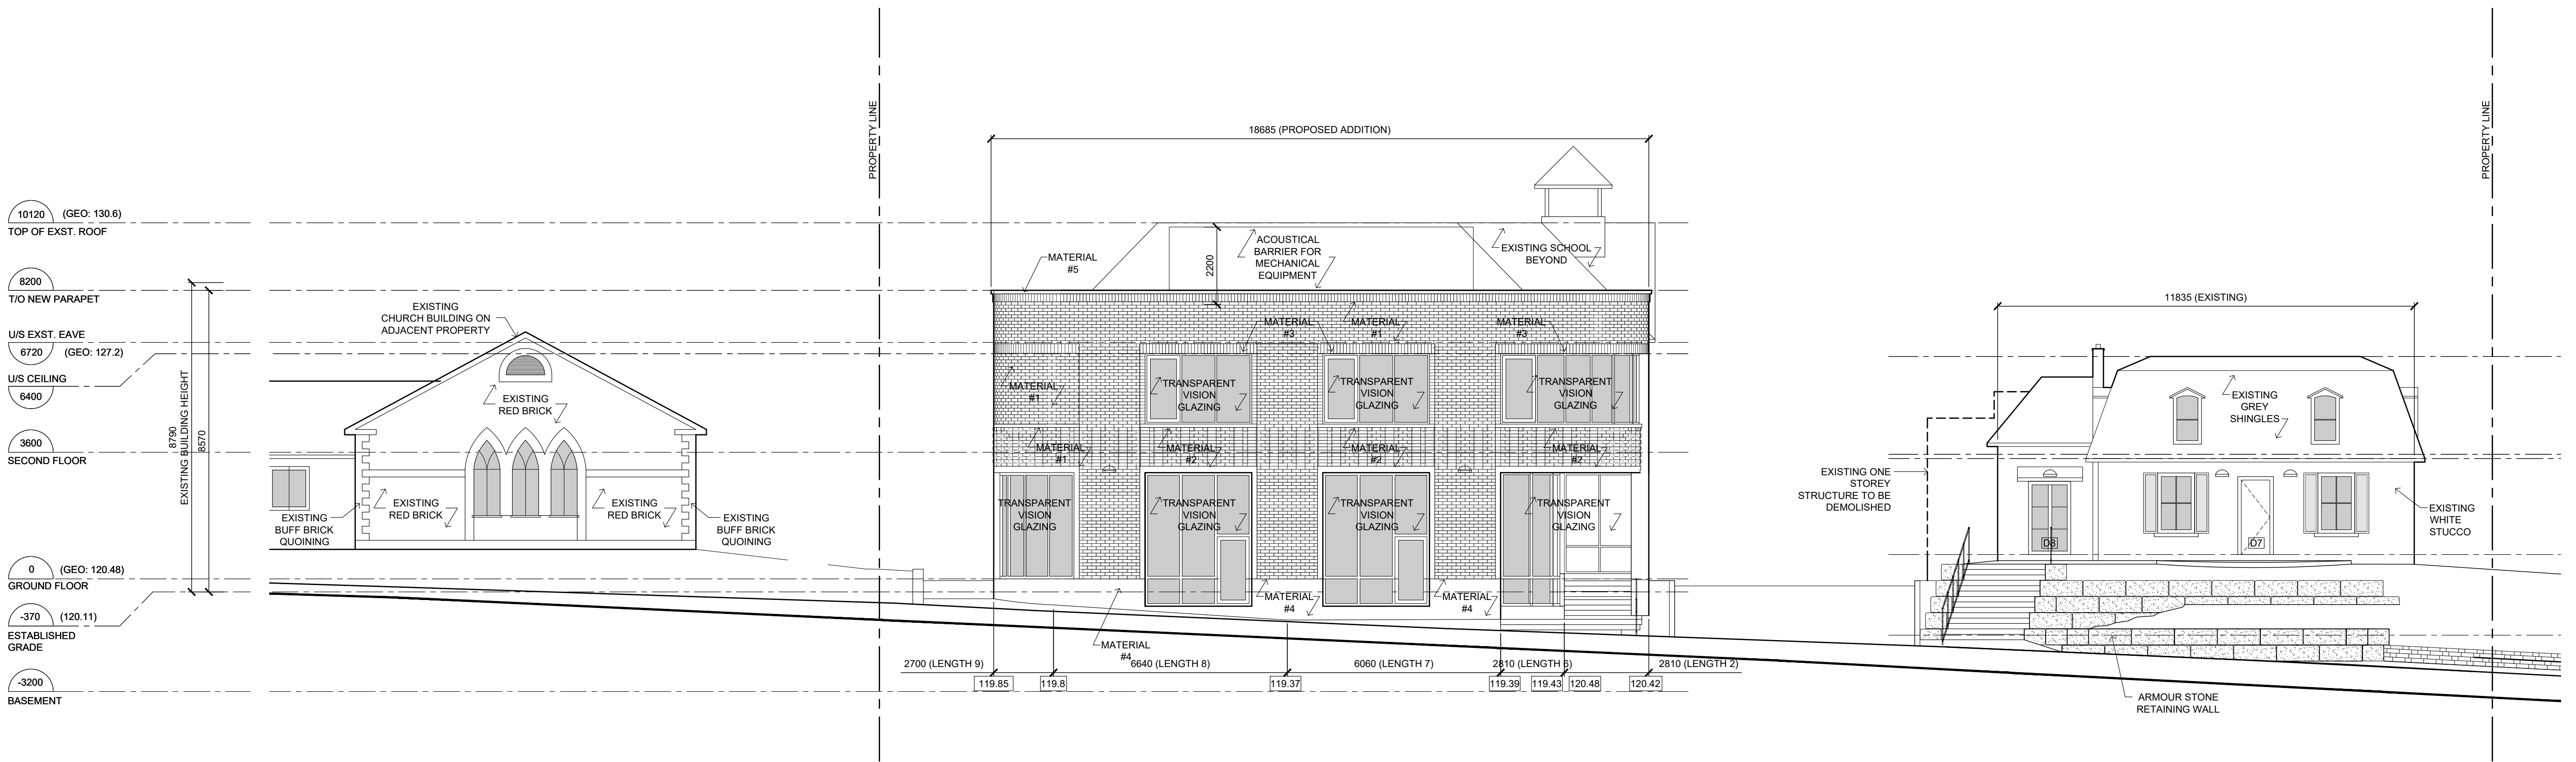 10120 (GEO: 130.6)
TOP OF EXST. ROOF
8200
T/O NEW PARAPET
U/S EXST. EAVE
6720 (GEO: 127.2)
U/S CEILING
6400
3600
SECOND FLOOR
0 (GEO: 120.48)
GROUND FLOOR
-370 (120.11)
ESTABLISHED
GRADE
-3200
BASEMENT
8790
EXISTING BUILDING HEIGHT
8570
EXISTING
CHURCH BUILDING ON
ADJACENT PROPERTY
EXISTING
RED BRICK
EXISTING
RED BRICK
EXISTING
RED BRICK
EXISTING
BUFF BRICK
QUOINING
EXISTING
BUFF BRICK
QUOINING
PROPERTY LINE
18685 (PROPOSED ADDITION)
MATERIAL
#5
2200
ACOUSTICAL
BARRIER FOR
MECHANICAL
EQUIPMENT
EXISTING SCHOOL
BEYOND
MATERIAL
#3
MATERIAL
#1
MATERIAL
#3
MATERIAL
#1
TRANSPARENT
VISION
GLAZING
TRANSPARENT
VISION
GLAZING
TRANSPARENT
VISION
GLAZING
MATERIAL
#1
MATERIAL
#2
MATERIAL
#2
MATERIAL
#2
TRANSPARENT
VISION
GLAZING
TRANSPARENT
VISION
GLAZING
TRANSPARENT
VISION
GLAZING
TRANSPARENT
VISION
GLAZING
MATERIAL
#4
MATERIAL
#4
MATERIAL
#4
2700 (LENGTH 9)
6640 (LENGTH 8)
6060 (LENGTH 7)
2810 (LENGTH 6)
2810 (LENGTH 2)
119.85
119.8
119.37
119.39
119.43
120.48
120.42
11835 (EXISTING)
EXISTING
GREY
SHINGLES
EXISTING ONE
STOREY
STRUCTURE TO BE
DEMOLISHED
D8
D7
EXISTING
WHITE
STUCCO
ARMOUR STONE
RETAINING WALL
PROPERTY LINE